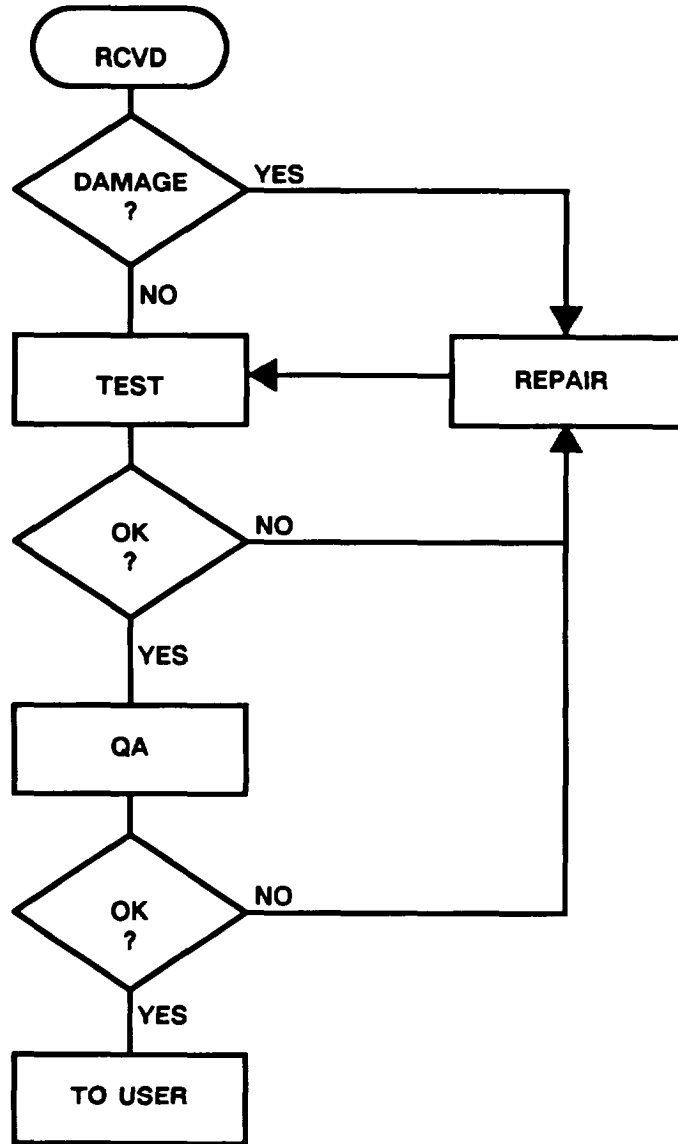 RCVD
DAMAGE
?
YES
NO
TEST
REPAIR
OK
?
NO
YES
QA
OK
?
NO
YES
TO USER